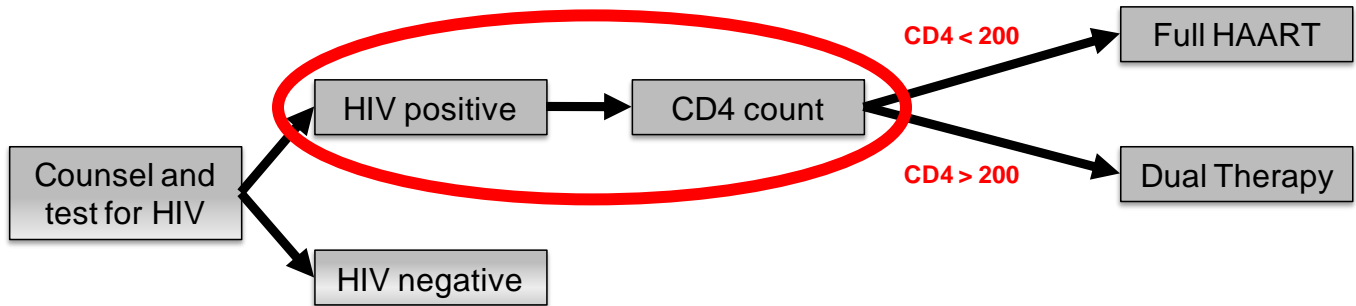 CD4 < 200
Full HAART
HIV positive
CD4 count
Counsel and
test for HIV
CD4 > 200
Dual Therapy
HIV negative